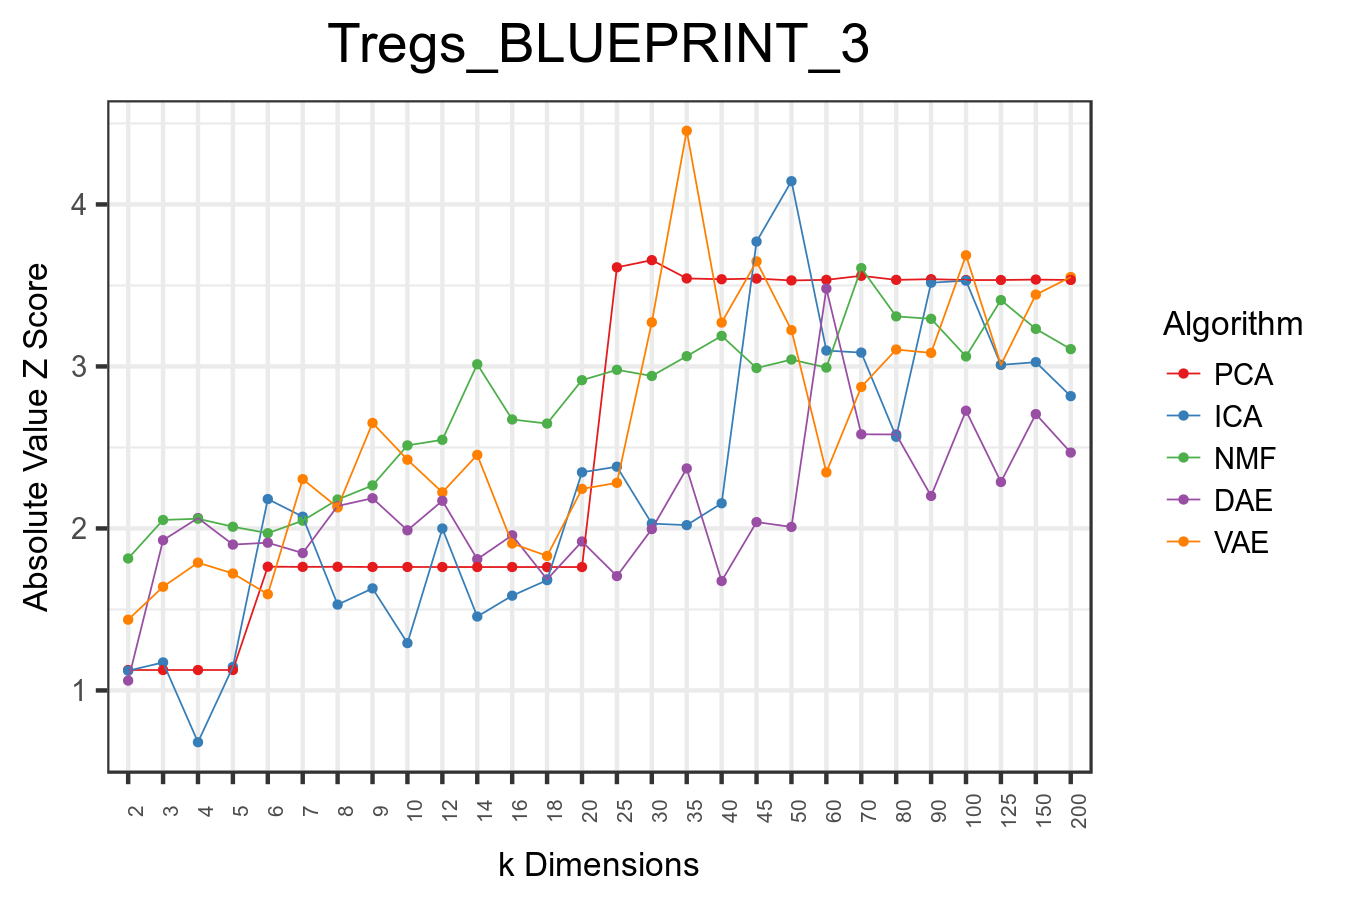 Tregs_BLUEPRINT_3
Absolute Value Z Score
4
3
2
1
2 3 4 5 6 7 8 9 10 12 14 16 18 20 25 30 35 40 45 50 60 70 80 90 100 125 150 200
k Dimensions
Algorithm
PCA
ICA
NMF
DAE
VAE